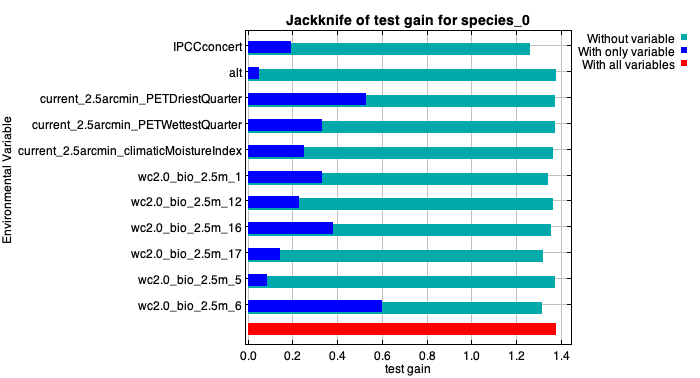 Jackknife of test gain for species_0
Without variable
With only variable
With all variables
Environmental Variable
IPCCconcert
alt
current_2.5arcmin_PETDriestQuarter
current_2.5arcmin_PETWettestQuarter
current_2.5arcmin_climaticMoistureIndex
wc2.0_bio_2.5m_1
wc2.0_bio_2.5m_12
wc2.0_bio_2.5m_16
wc2.0_bio_2.5m_17
wc2.0_bio_2.5m_5
wc2.0_bio_2.5m_6
0.0 0.2 0.4 0.6 0.8 1.0 1.2 1.4
test gain